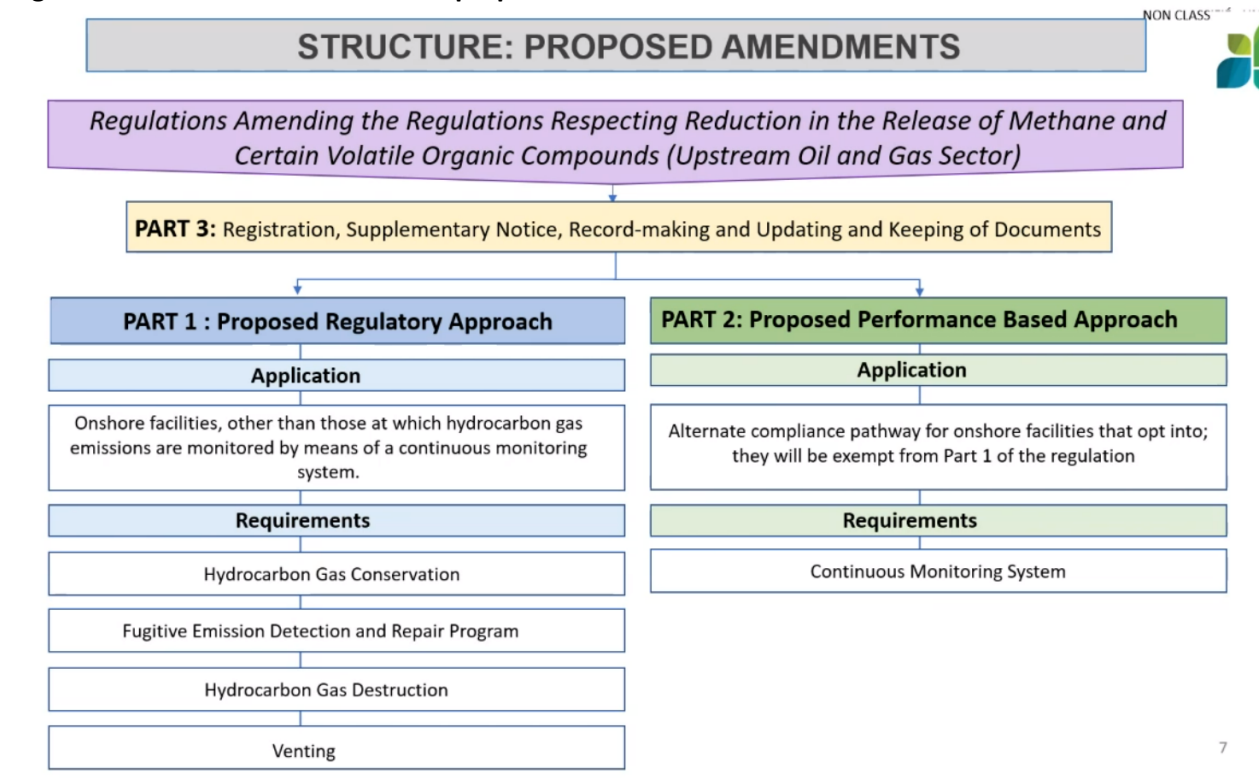 NON CLASS
STRUCTURE: PROPOSED AMENDMENTS
Regulations Amending the Regulations Respecting Reduction in the Release of Methane and
Certain Volatile Organic Compounds (Upstream Oil and Gas Sector)
PART 3: Registration, Supplementary Notice, Record-making and Updating and Keeping of Documents
PART 1 : Proposed Regulatory Approach
Application
Onshore facilities, other than those at which hydrocarbon gas
emissions are monitored by means of a continuous monitoring
system.
Requirements
Hydrocarbon Gas Conservation
Fugitive Emission Detection and Repair Program
Hydrocarbon Gas Destruction
Venting
PART 2: Proposed Performance Based Approach
Application
Alternate compliance pathway for onshore facilities that opt into;
they will be exempt from Part 1 of the regulation
Requirements
Continuous Monitoring System
7